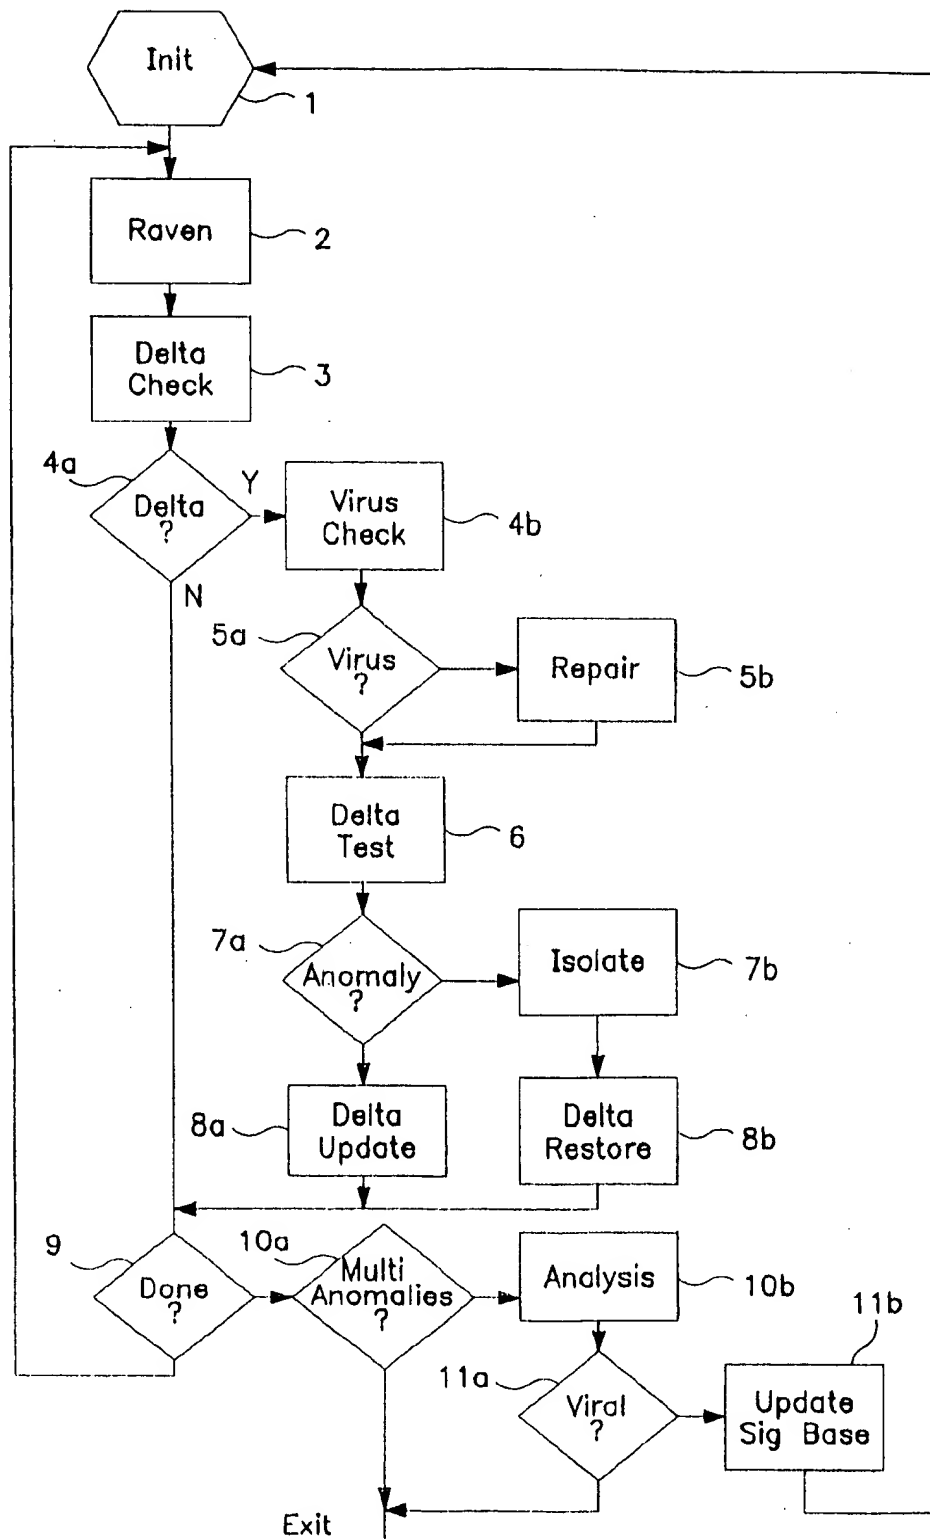 Init
1
Raven
2
Delta
Check
3
4a
Delta
?
Y
N
Virus
Check
4b
5a
Virus
?
Repair
5b
Delta
Test
6
7a
Anomaly
?
Isolate
7b
8a
Delta
Update
Delta
Restore
8b
9
Done
?
10a
Multi
Anomalies
?
Analysis
10b
11a
Viral
?
11b
Update
Sig Base
Exit